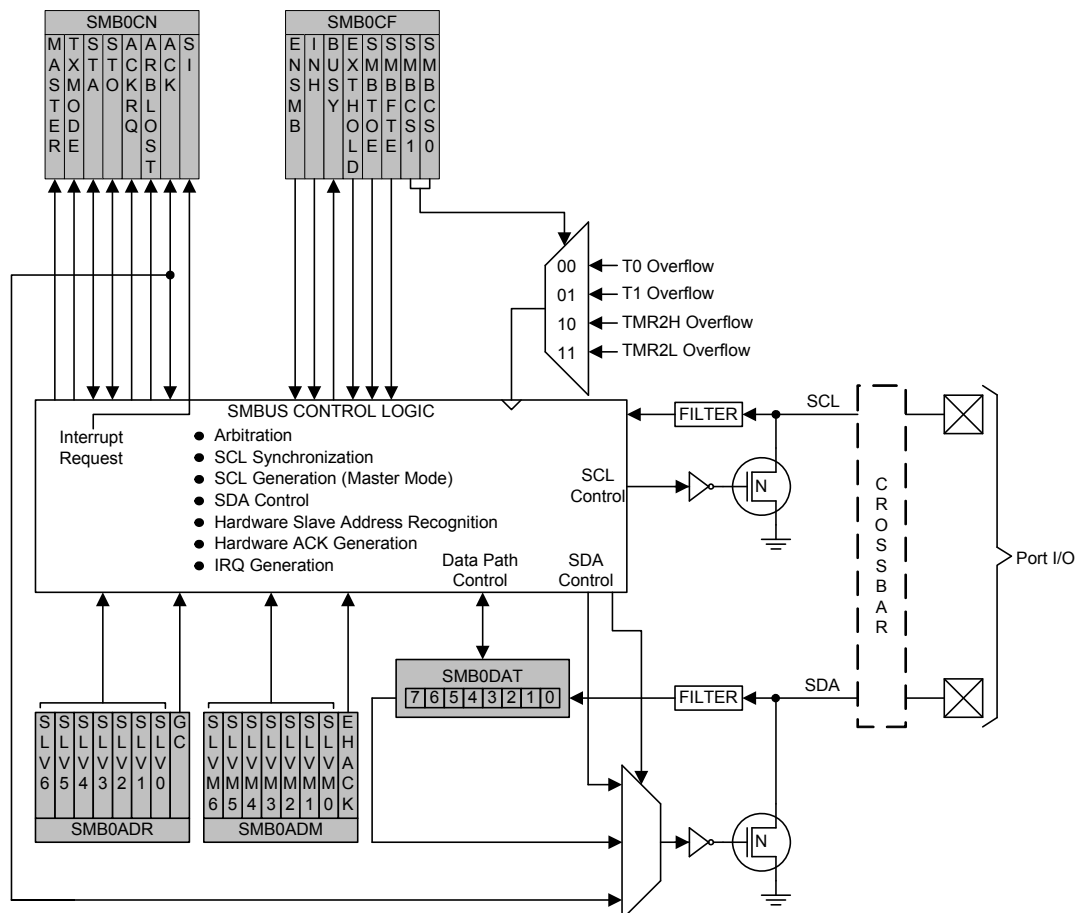 SMB0CN
MASTER
TXMODE
STA
STO
ACKRQ
ARBLOST
ACK
SI
SMB0CF
ENSMB
INH
BUSY
EXTHOLD
SMBTOE
SMBFTE
SMBCS1
SMBCS0
00
T0 Overflow
01
T1 Overflow
10
TMR2H Overflow
11
TMR2L Overflow
SMBUS CONTROL LOGIC
Interrupt
Request
● Arbitration
● SCL Synchronization
● SCL Generation (Master Mode)
● SDA Control
● Hardware Slave Address Recognition
● Hardware ACK Generation
● IRQ Generation
SCL
Control
Data Path
Control
SDA
Control
FILTER
SCL
N
CROSSBAR
Port I/O
SMB0DAT
7 6 5 4 3 2 1 0
FILTER
SDA
N
SLV6
SLV5
SLV4
SLV3
SLV2
SLV1
SLV0
GC
SMB0ADR
SLVM6
SLVM5
SLVM4
SLVM3
SLVM2
SLVM1
SLVM0
EHACK
SMB0ADM